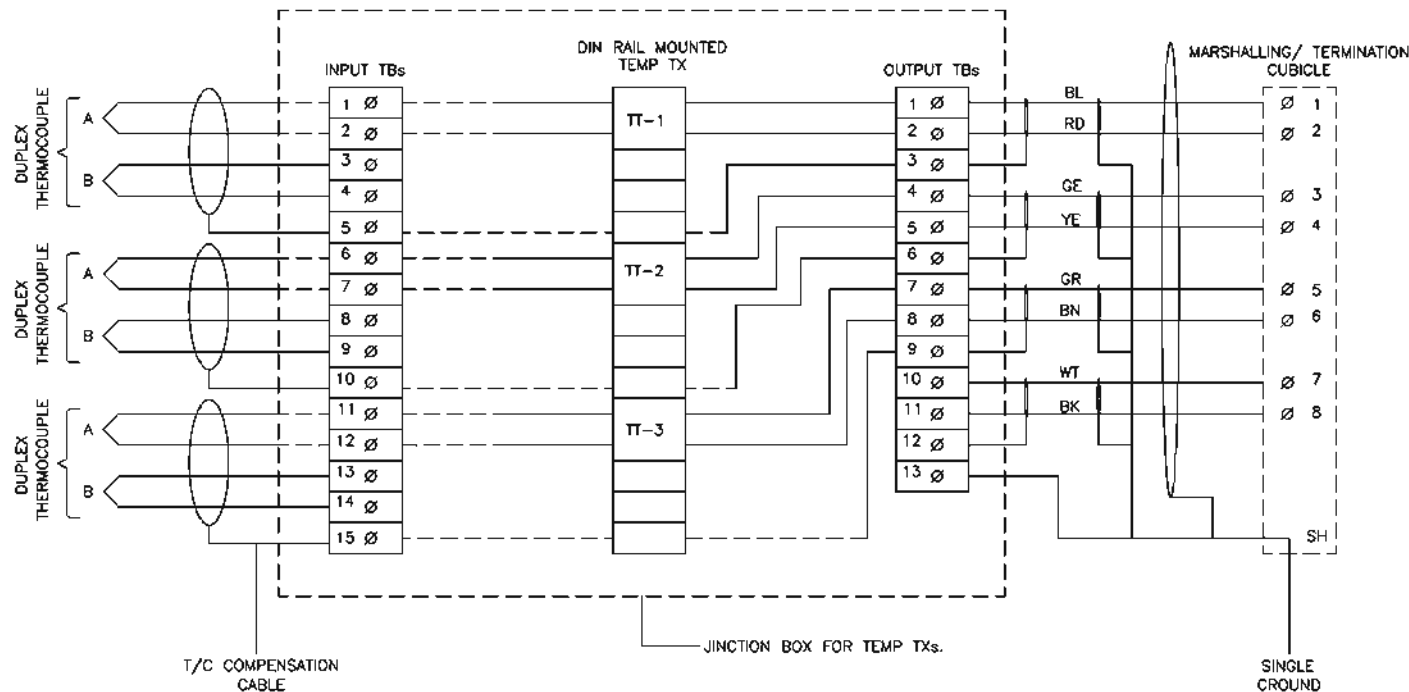 DIN RAIL MOUNTED
TEMP TX
MARSHALLING/ TERMINATION
CUBICLE
INPUT TBs
OUTPUT TBs
DUPLEX
THERMOCOUPLE
A
B
DUPLEX
THERMOCOUPLE
A
B
DUPLEX
THERMOCOUPLE
A
B
1 Ø
2 Ø
3 Ø
4 Ø
5 Ø
6 Ø
7 Ø
8 Ø
9 Ø
10 Ø
11 Ø
12 Ø
13 Ø
14 Ø
15 Ø
TT-1
TT-2
TT-3
1 Ø
2 Ø
3 Ø
4 Ø
5 Ø
6 Ø
7 Ø
8 Ø
9 Ø
10 Ø
11 Ø
12 Ø
13 Ø
BL
RD
GE
YE
GR
BN
WT
BK
Ø 1
Ø 2
Ø 3
Ø 4
Ø 5
Ø 6
Ø 7
Ø 8
SH
JINCTION BOX FOR TEMP TXs.
T/C COMPENSATION
CABLE
SINGLE
GROUND